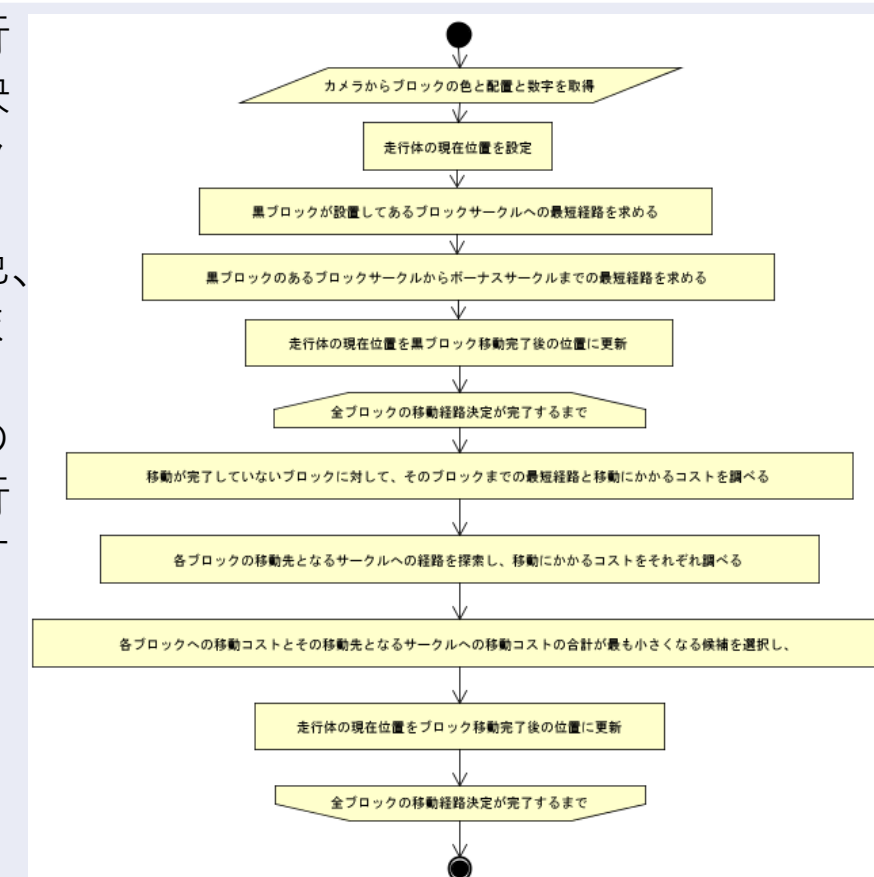 カメラからブロックの色と配置と数字を取得
走行体の現在位置を設定
黒ブロックが設置してあるブロックサークルへの最短経路を求める
黒ブロックのあるブロックサークルからボーナスサークルまでの最短経路を求める
走行体の現在位置を黒ブロック移動完了後の位置に更新
全ブロックの移動経路決定が完了するまで
移動が完了していないブロックに対して、そのブロックまでの最短経路と移動にかかるコストを調べる
各ブロックの移動先となるサークルへの経路を探索し、移動にかかるコストをそれぞれ調べる
各ブロックへの移動コストとその移動先となるサークルへの移動コストの合計が最も小さくなる候補を選択し、
走行体の現在位置をブロック移動完了後の位置に更新
全ブロックの移動経路決定が完了するまで